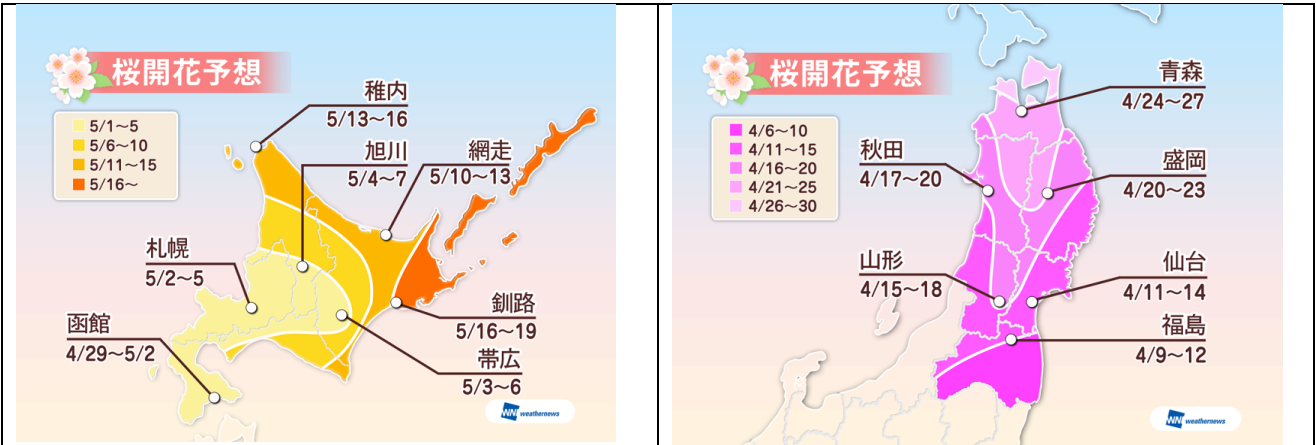 桜開花予想
5/1～5
5/6～10
5/11～15
5/16～
稚内
5/13～16
旭川
5/4～7
網走
5/10～13
札幌
5/2～5
函館
4/29～5/2
釧路
5/16～19
帯広
5/3～6
WNI weathernews
桜開花予想
4/6～10
4/11～15
4/16～20
4/21～25
4/26～30
青森
4/24～27
秋田
4/17～20
盛岡
4/20～23
山形
4/15～18
仙台
4/11～14
福島
4/9～12
WNI weathernews